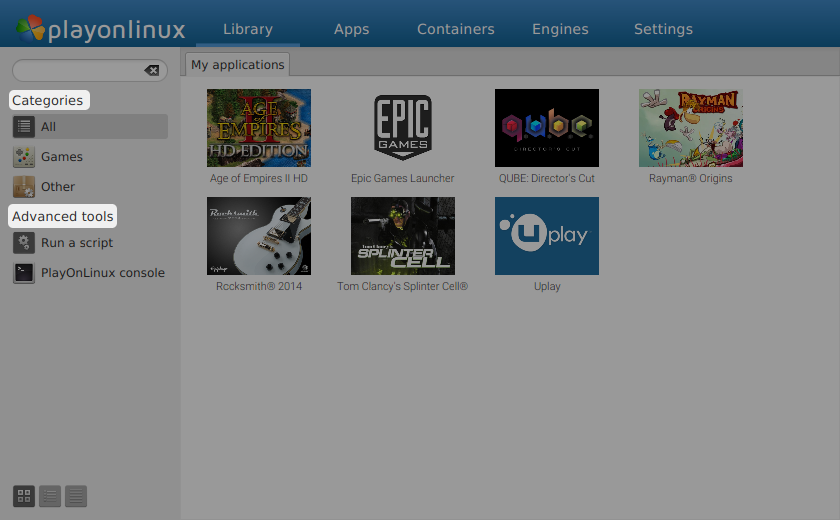 playonlinux
Library
Apps
Containers
Engines
Settings
Categories
All
Games
Other
Advanced tools
Run a script
PlayOnLinux console
My applications
AGE
of
EMPIRES
II
HD EDITION
Age of Empires II HD
EPIC
GAMES
Epic Games Launcher
qube
DIRECTOR'S CUT
QUBE: Director's Cut
RAYMAN
ORIGINS
Rayman® Origins
Rocksmith
2014
Epiphone
Rocksmith® 2014
Tom Clancy's
SPLINTER
CELL
Tom Clancy's Splinter Cell®
Uplay
Uplay